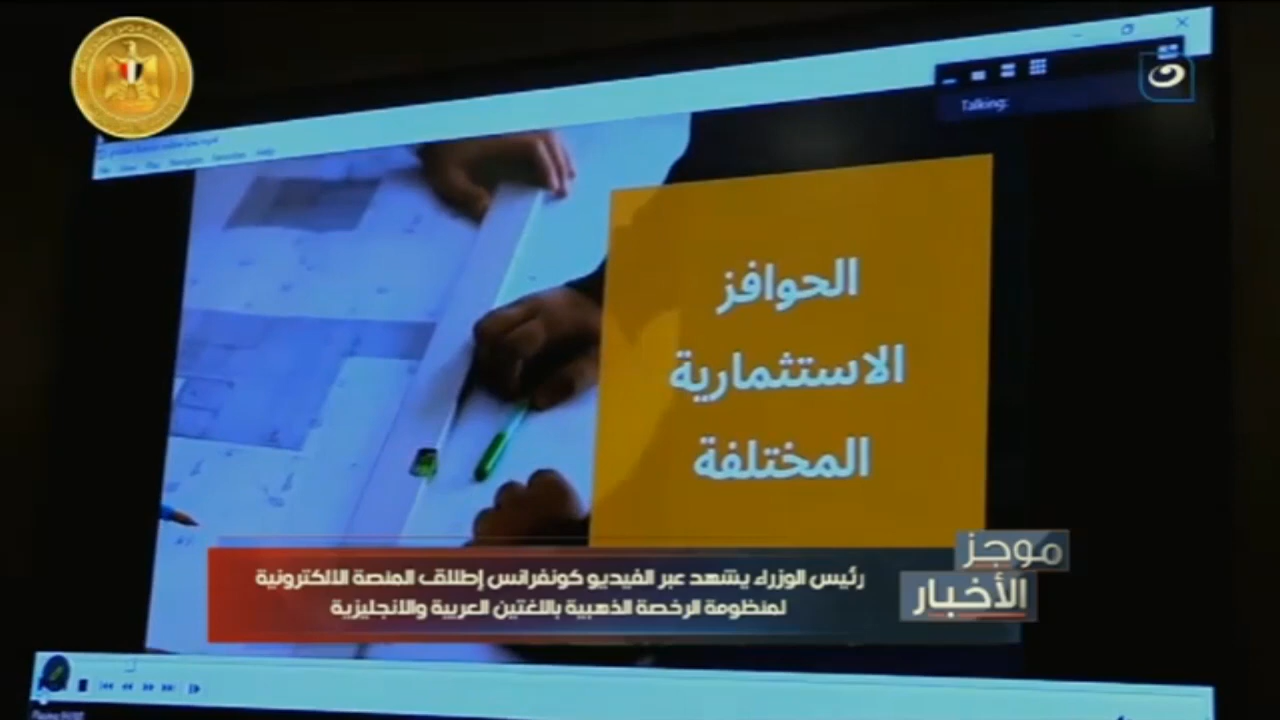 Talking:
الحوافز
الاستثمارية
المختلفة
موجز
الأخبار
رئيس الوزراء يشهد عبر الفيديو كونفرانس إطلاق المنصة الالكترونية
لمنظومة الرخصة الذهبية باللغتين العربية والانجليزية